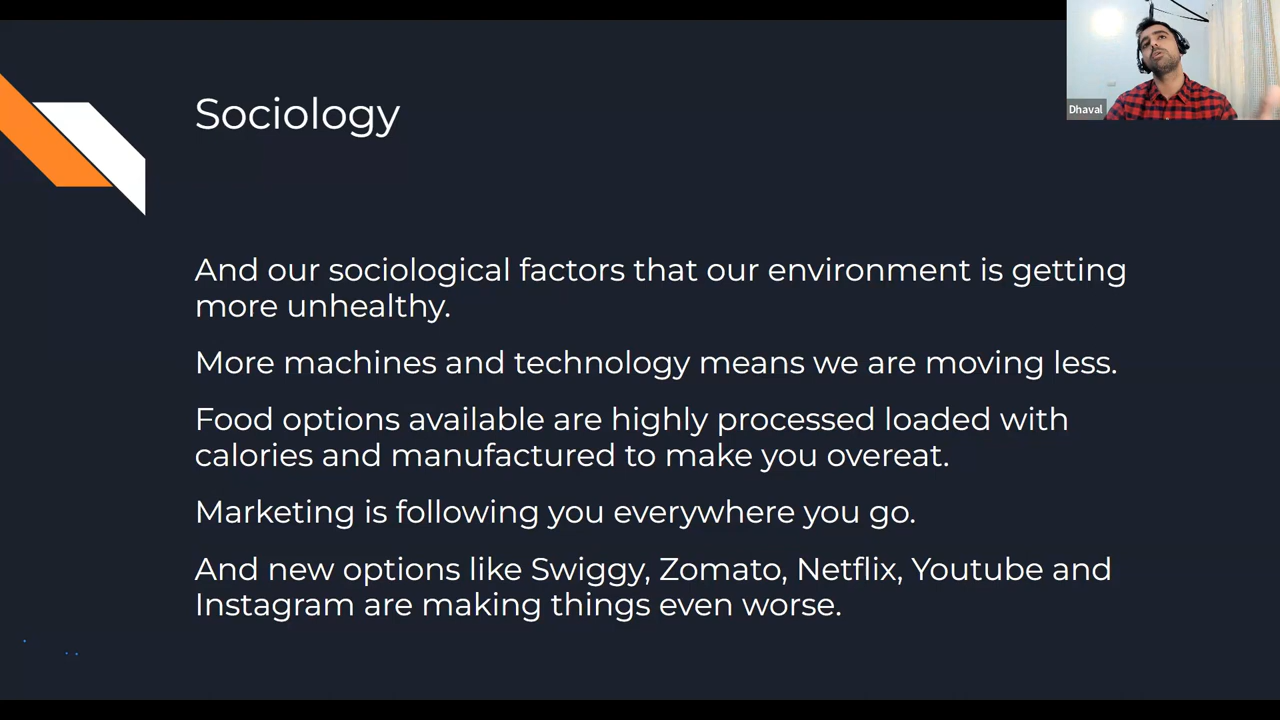 Dhaval
Sociology
And our sociological factors that our environment is getting
more unhealthy.
More machines and technology means we are moving less.
Food options available are highly processed loaded with
calories and manufactured to make you overeat.
Marketing is following you everywhere you go.
And new options like Swiggy, Zomato, Netflix, Youtube and
Instagram are making things even worse.